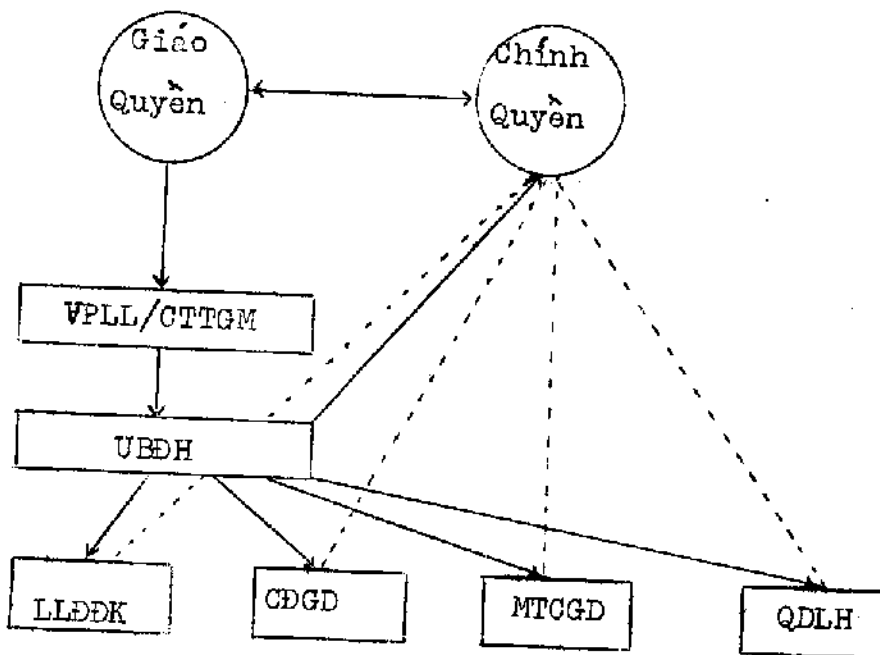 Giáo
Quyền
Chính
Quyền
VPLL/CTTGM
UBĐH
LLĐĐK
CĐGD
MTCGD
QDLH